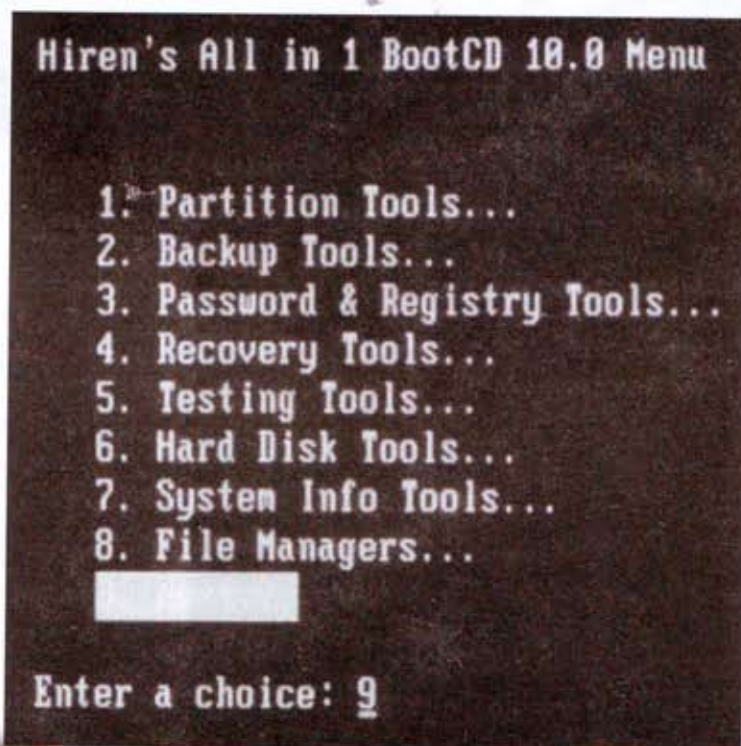 Hiren's All in 1 BootCD 10.0 Menu
1. Partition Tools...
2. Backup Tools...
3. Password & Registry Tools...
4. Recovery Tools...
5. Testing Tools...
6. Hard Disk Tools...
7. System Info Tools...
8. File Managers...
Enter a choice: 9